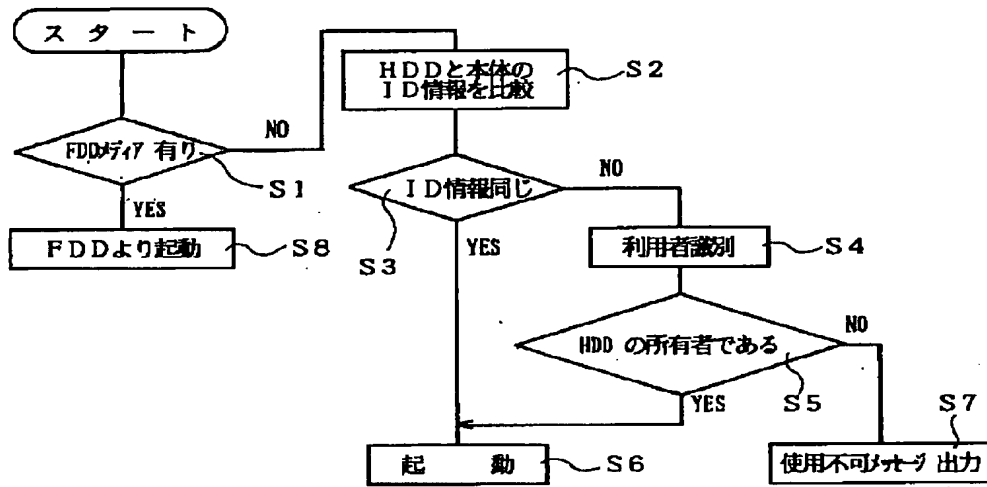 スタート
HDDと本体の
ID情報を比較
S2
NO
FDDメディア 有り
S1
ID情報同じ
NO
S3
YES
FDDより起動
S8
YES
利用者識別
S4
HDD の所有者である
NO
S5
YES
S7
起 動
S6
使用不可メッセージ 出力